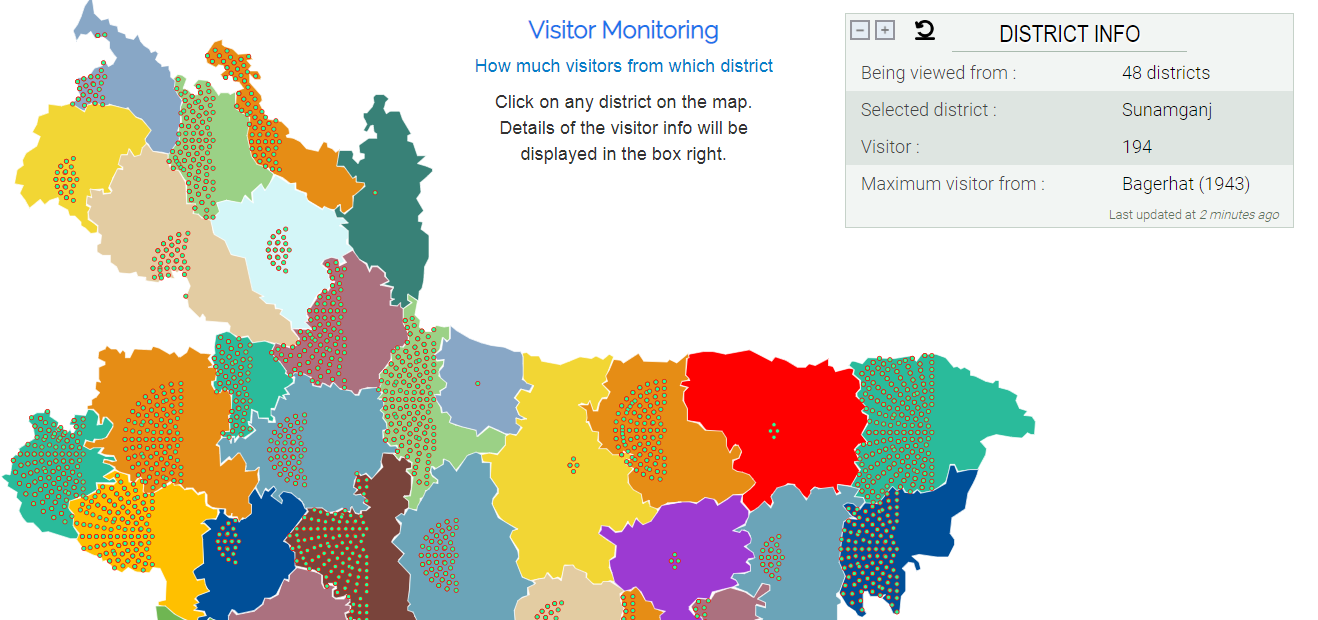 Visitor Monitoring
How much visitors from which district
Click on any district on the map.
Details of the visitor info will be
displayed in the box right.
DISTRICT INFO
Being viewed from : 48 districts
Selected district : Sunamganj
Visitor : 194
Maximum visitor from : Bagerhat (1943)
Last updated at 2 minutes ago